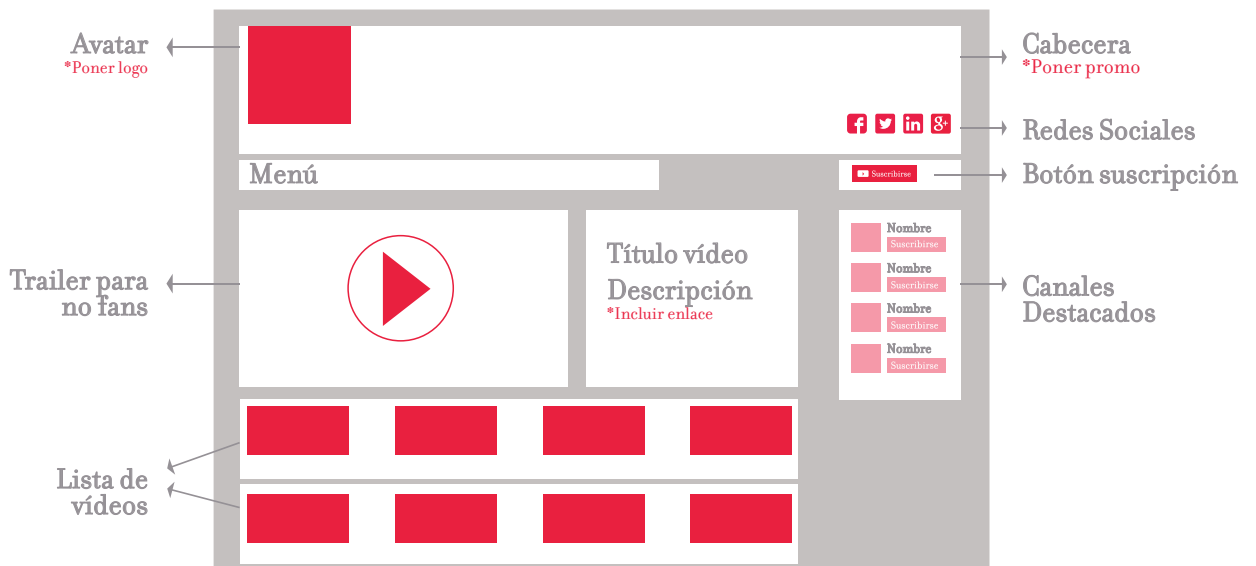 Avatar
*Poner logo
Cabecera
*Poner promo
Redes Sociales
Menú
Suscribirse
Botón suscripción
Trailer para
no fans
Título vídeo
Descripción
*Incluir enlace
Nombre
Suscribirse
Nombre
Suscribirse
Nombre
Suscribirse
Nombre
Suscribirse
Canales
Destacados
Lista de
vídeos